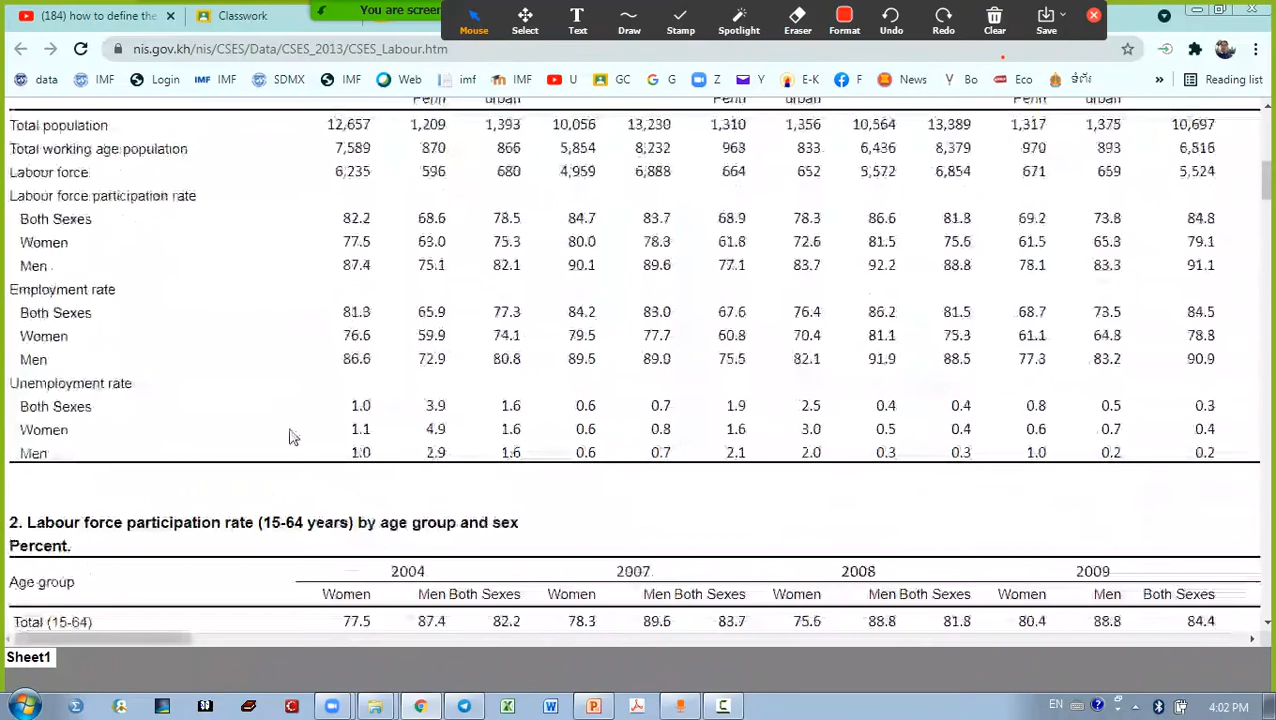 (184) how to define the
Classwork
You are screen
Mouse Select Text Draw Stamp Spotlight Eraser Format Undo Redo Clear Save
nis.gov.kh/nis/CSES/Data/CSES_2013/CSES_Labour.htm
data IMF Login IMF IMF SDMX IMF Web imf IMF U GC G Z Y E-K F News Bo Eco Reading list
Penh urban Penh urban Penh urban
Total population 12,657 1,209 1,393 10,056 13,230 1,310 1,356 10,564 13,389 1,317 1,375 10,697
Total working age population 7,589 870 866 5,854 8,232 963 833 6,436 8,379 970 893 6,516
Labour force 6,235 596 680 4,959 6,888 664 652 5,572 6,854 671 659 5,524
Labour force participation rate
Both Sexes 82.2 68.6 78.5 84.7 83.7 68.9 78.3 86.6 81.8 69.2 73.8 84.8
Women 77.5 63.0 75.3 80.0 78.3 61.8 72.6 81.5 75.6 61.5 65.3 79.1
Men 87.4 75.1 82.1 90.1 89.6 77.1 83.7 92.2 88.8 78.1 83.3 91.1
Employment rate
Both Sexes 81.3 65.9 77.3 84.2 83.0 67.6 76.4 86.2 81.5 68.7 73.5 84.5
Women 76.6 59.9 74.1 79.5 77.7 60.8 70.4 81.1 75.3 61.1 64.8 78.8
Men 86.6 72.9 80.8 89.5 89.0 75.5 82.1 91.9 88.5 77.3 83.2 90.9
Unemployment rate
Both Sexes 1.0 3.9 1.6 0.6 0.7 1.9 2.5 0.4 0.4 0.8 0.5 0.3
Women 1.1 4.9 1.6 0.6 0.8 1.6 3.0 0.5 0.4 0.6 0.7 0.4
Men 1.0 2.9 1.6 0.6 0.7 2.1 2.0 0.3 0.3 1.0 0.2 0.2
2. Labour force participation rate (15-64 years) by age group and sex
Percent.
2004 2007 2008 2009
Age group
Women Men Both Sexes Women Men Both Sexes Women Men Both Sexes Women Men Both Sexes
Total (15-64) 77.5 87.4 82.2 78.3 89.6 83.7 75.6 88.8 81.8 80.4 88.8 84.4
Sheet1
EN 4:02 PM